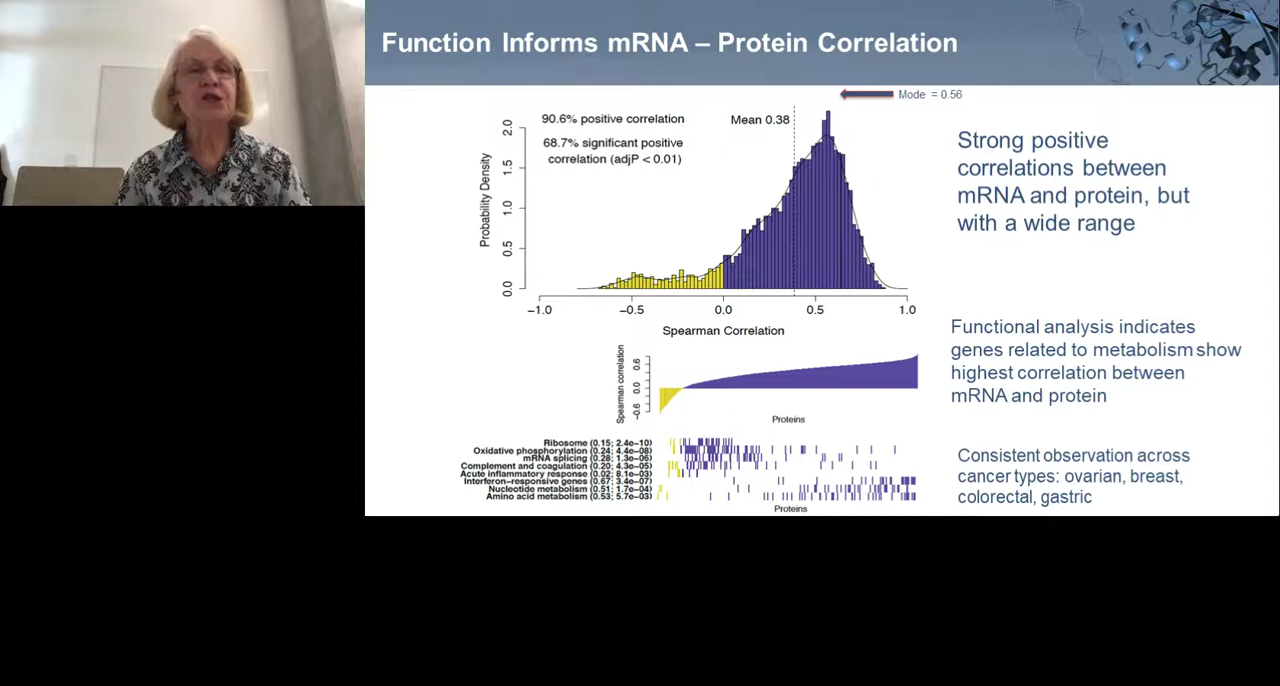 Function Informs mRNA – Protein Correlation
Mode = 0.56
90.6% positive correlation
Mean 0.38
68.7% significant positive
correlation (adjP < 0.01)
Probability Density
2.0
1.5
1.0
0.5
0.0
−1.0 −0.5 0.0 0.5 1.0
Spearman Correlation
Strong positive
correlations between
mRNA and protein, but
with a wide range
Spearman correlation
0.6
0.0
−0.6
Proteins
Functional analysis indicates
genes related to metabolism show
highest correlation between
mRNA and protein
Ribosome (0.15; 2.4e−10)
Oxidative phosphorylation (0.24; 4.4e−08)
mRNA splicing (0.28; 1.3e−06)
Complement and coagulation (0.20; 4.3e−05)
Acute inflammatory response (0.02; 8.1e−03)
Interferon−responsive genes (0.67; 3.4e−07)
Nucleotide metabolism (0.51; 1.7e−04)
Amino acid metabolism (0.53; 5.7e−03)
Proteins
Consistent observation across
cancer types: ovarian, breast,
colorectal, gastric